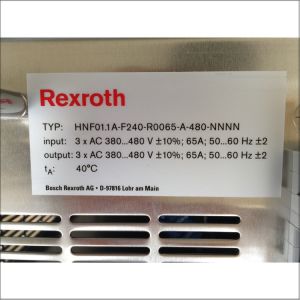 Rexroth
TYP: HNF01.1A-F240-R0065-A-480-NNNN
input: 3 x AC 380...480 V ±10%; 65A; 50...60 Hz ±2
output: 3 x AC 380...480 V ±10%; 65A; 50...60 Hz ±2
tA: 40°C
Bosch Rexroth AG • D-97816 Lohr am Main